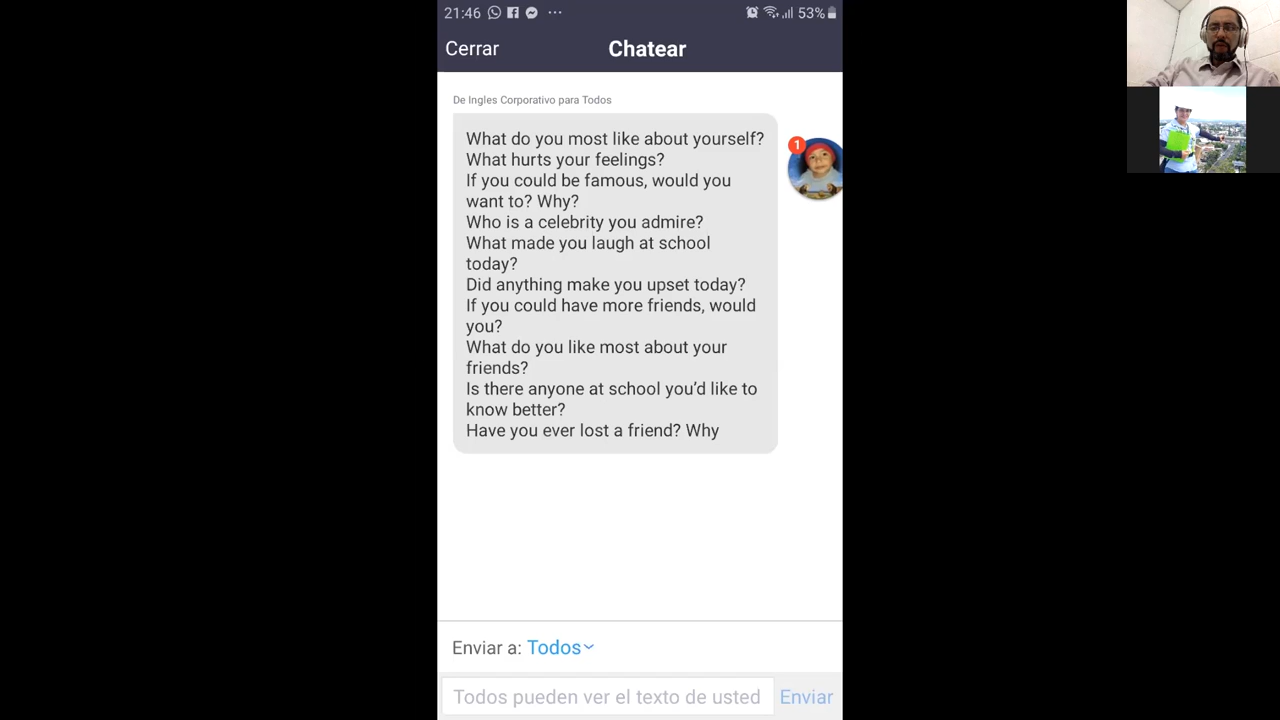 21:46 ... 53%
Cerrar Chatear
De Ingles Corporativo para Todos
What do you most like about yourself?
What hurts your feelings?
If you could be famous, would you
want to? Why?
Who is a celebrity you admire?
What made you laugh at school
today?
Did anything make you upset today?
If you could have more friends, would
you?
What do you like most about your
friends?
Is there anyone at school you’d like to
know better?
Have you ever lost a friend? Why
1
Enviar a: Todos
Todos pueden ver el texto de usted Enviar